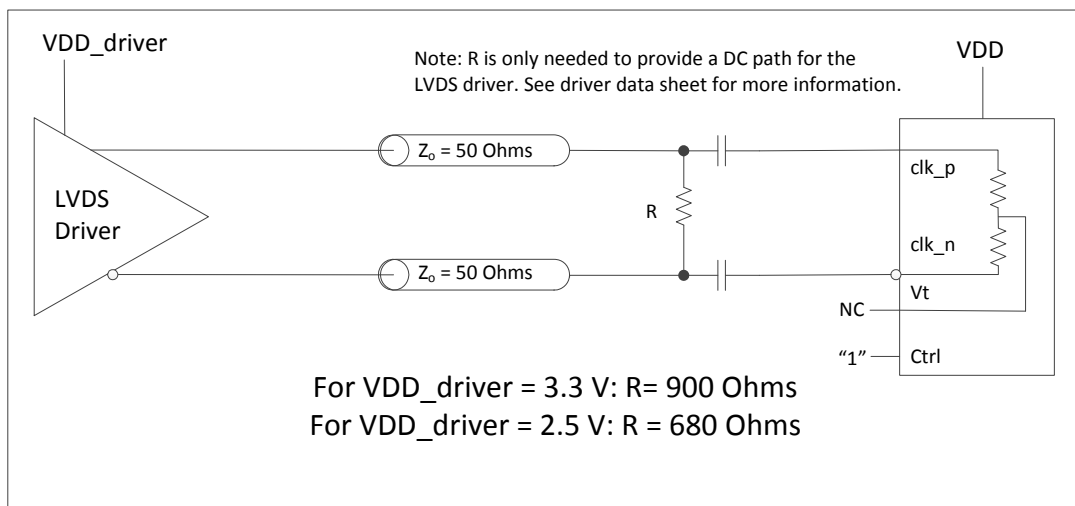 VDD_driver
Note: R is only needed to provide a DC path for the
LVDS driver. See driver data sheet for more information.
VDD
Zo = 50 Ohms
clk_p
LVDS
Driver
R
clk_n
Zo = 50 Ohms
Vt
NC
“1”
Ctrl
For VDD_driver = 3.3 V: R= 900 Ohms
For VDD_driver = 2.5 V: R = 680 Ohms